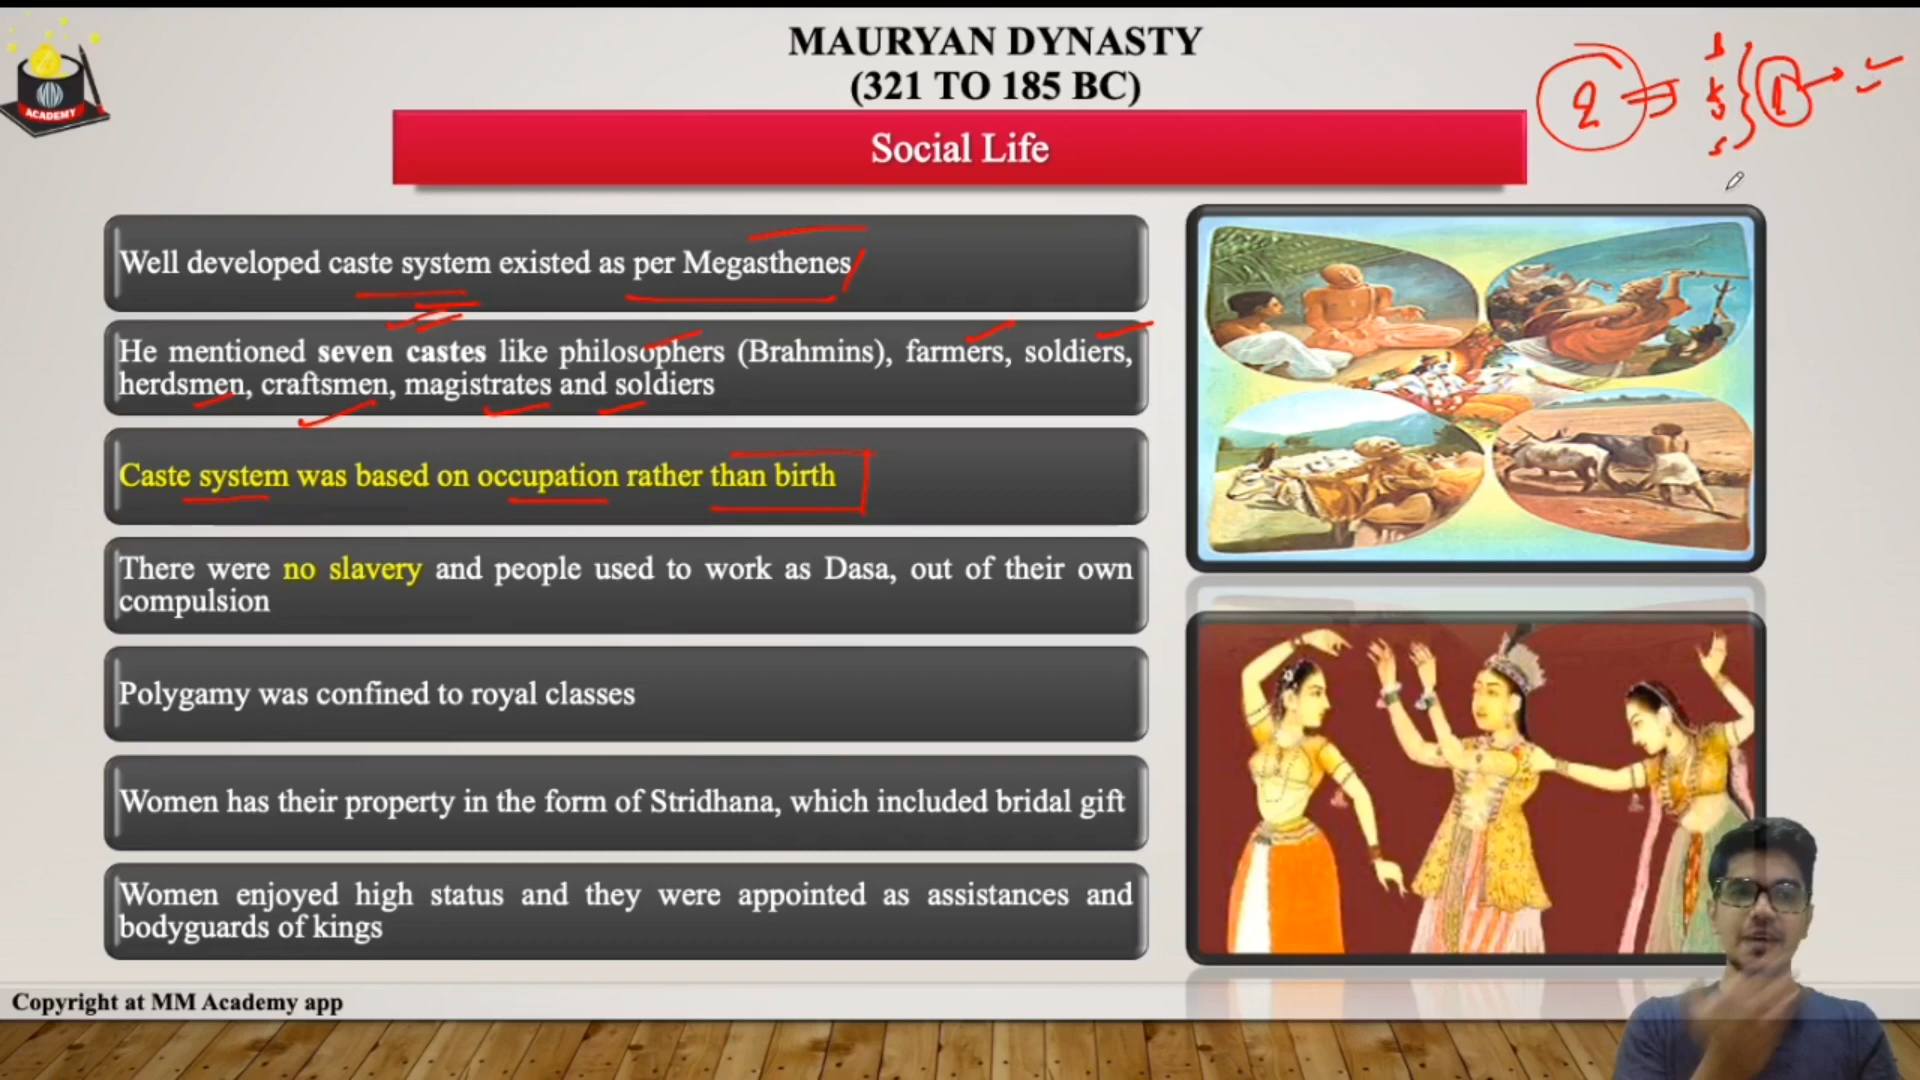 MAURYAN DYNASTY
(321 TO 185 BC)
ACADEMY
Social Life
Well developed caste system existed as per Megasthenes
He mentioned seven castes like philosophers (Brahmins), farmers, soldiers,
herdsmen, craftsmen, magistrates and soldiers
Caste system was based on occupation rather than birth
There were no slavery and people used to work as Dasa, out of their own
compulsion
Polygamy was confined to royal classes
Women has their property in the form of Stridhana, which included bridal gift
Women enjoyed high status and they were appointed as assistances and
bodyguards of kings
Copyright at MM Academy app